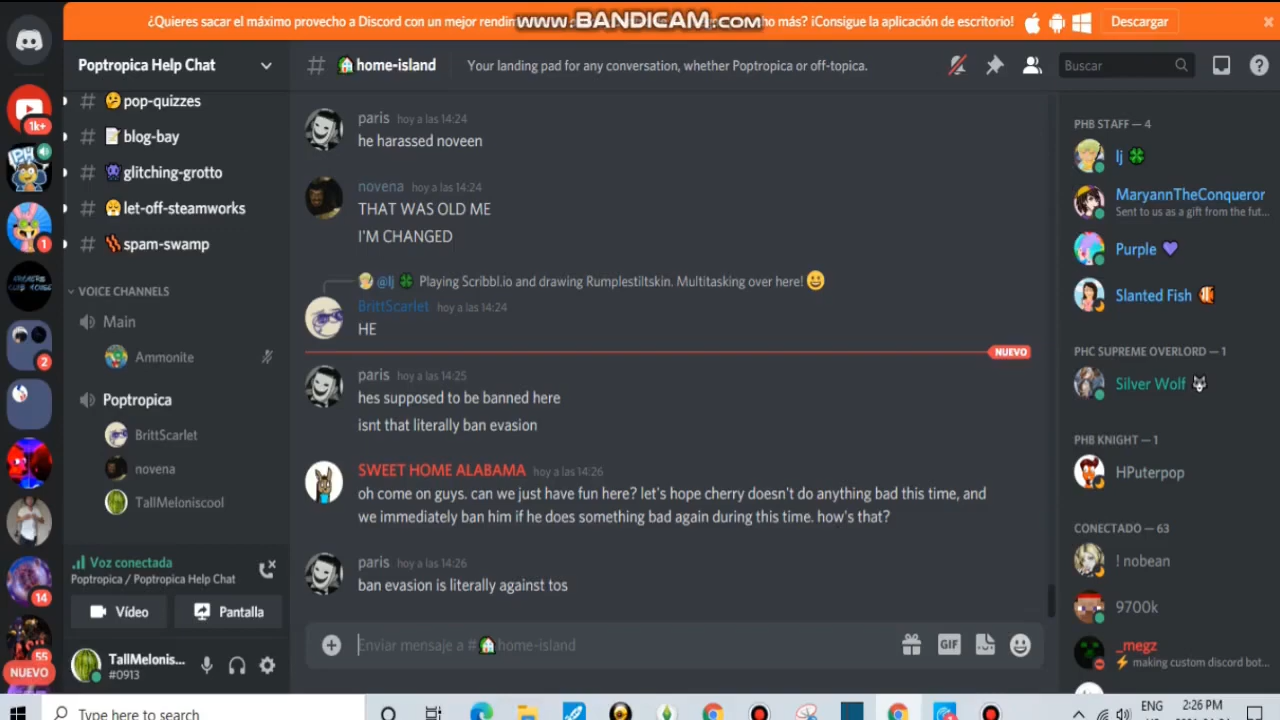 ¿Quieres sacar el máximo provecho a Discord con un mejor rendim
www.BANDICAM.com
ho más? ¡Consigue la aplicación de escritorio!
Descargar
Poptropica Help Chat
# home-island
Your landing pad for any conversation, whether Poptropica or off-topica.
Buscar
# pop-quizzes
# blog-bay
# glitching-grotto
# let-off-steamworks
# spam-swamp
VOICE CHANNELS
Main
Ammonite
Poptropica
BrittScarlet
novena
TallMeloniscool
Voz conectada
Poptropica / Poptropica Help Chat
Vídeo
Pantalla
TallMelonis...
#0913
1k+
1
2
14
55
NUEVO
paris hoy a las 14:24
he harassed noveen
novena hoy a las 14:24
THAT WAS OLD ME
I'M CHANGED
@lj 🍀 Playing Scribbl.io and drawing Rumplestiltskin. Multitasking over here! 😀
BrittScarlet hoy a las 14:24
HE
NUEVO
paris hoy a las 14:25
hes supposed to be banned here
isnt that literally ban evasion
SWEET HOME ALABAMA hoy a las 14:26
oh come on guys. can we just have fun here? let's hope cherry doesn't do anything bad this time, and
we immediately ban him if he does something bad again during this time. how's that?
paris hoy a las 14:26
ban evasion is literally against tos
Enviar mensaje a # home-island
GIF
PHB STAFF — 4
lj 🍀
MaryannTheConqueror
Sent to us as a gift from the fut...
Purple 💜
Slanted Fish 🐠
PHC SUPREME OVERLORD — 1
Silver Wolf 🐺
PHB KNIGHT — 1
HPuterpop
CONECTADO — 63
! nobean
9700k
_megz
⚡ making custom discord bot...
Type here to search
ENG
2:26 PM